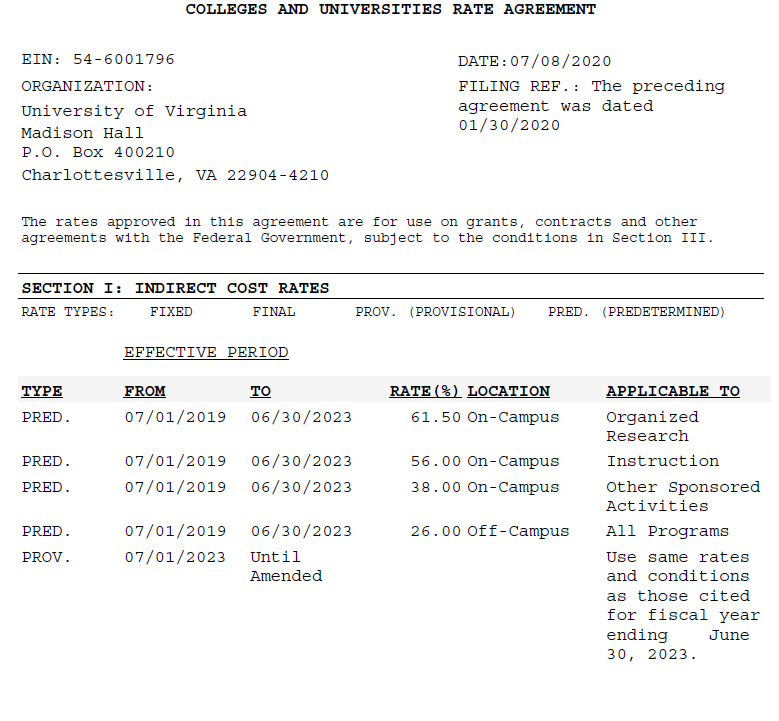 COLLEGES AND UNIVERSITIES RATE AGREEMENT
EIN: 54-6001796
DATE:07/08/2020
ORGANIZATION:
FILING REF.: The preceding
agreement was dated
01/30/2020
University of Virginia
Madison Hall
P.O. Box 400210
Charlottesville, VA 22904-4210
The rates approved in this agreement are for use on grants, contracts and other
agreements with the Federal Government, subject to the conditions in Section III.
SECTION I: INDIRECT COST RATES
RATE TYPES: FIXED FINAL PROV. (PROVISIONAL) PRED. (PREDETERMINED)
EFFECTIVE PERIOD
TYPE FROM TO RATE(%) LOCATION APPLICABLE TO
PRED. 07/01/2019 06/30/2023 61.50 On-Campus Organized
Research
PRED. 07/01/2019 06/30/2023 56.00 On-Campus Instruction
PRED. 07/01/2019 06/30/2023 38.00 On-Campus Other Sponsored
Activities
PRED. 07/01/2019 06/30/2023 26.00 Off-Campus All Programs
PROV. 07/01/2023 Until
Amended
Use same rates
and conditions
as those cited
for fiscal year
ending June
30, 2023.